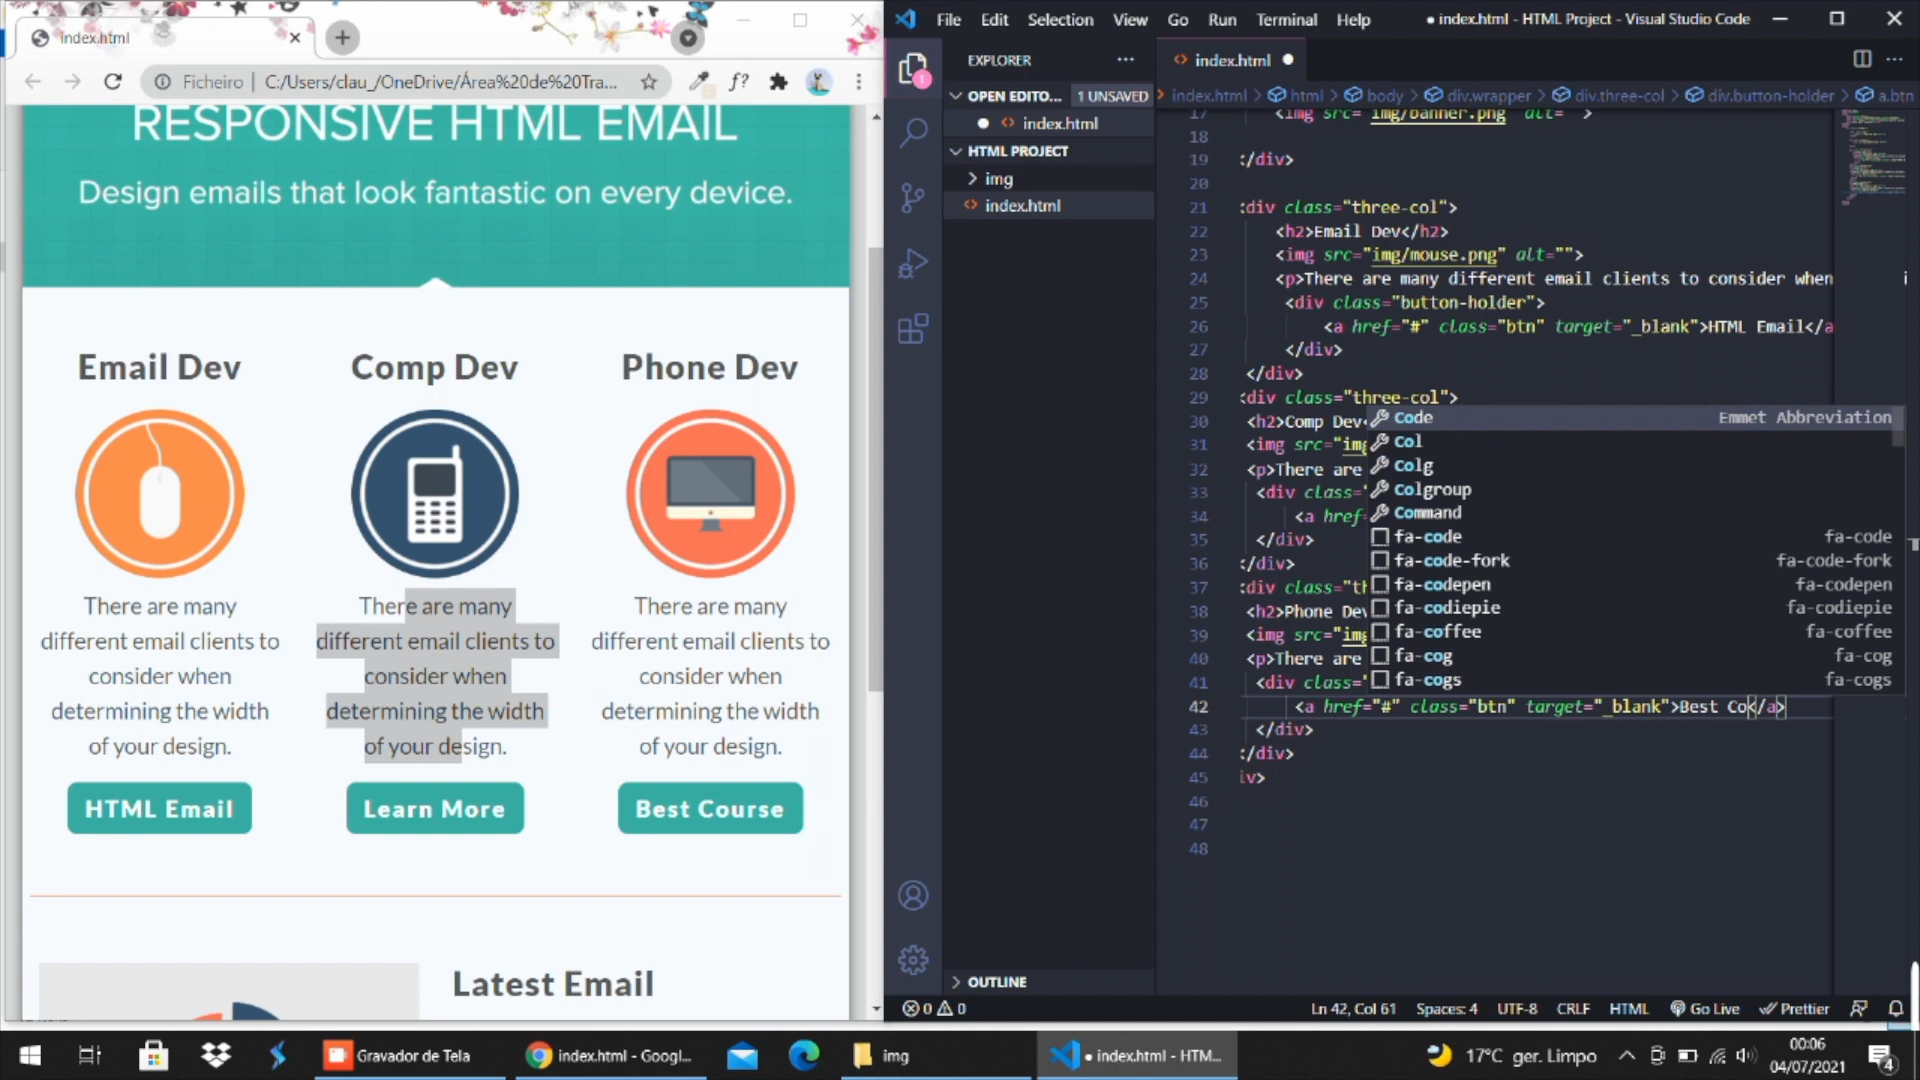 index.html
Ficheiro | C:/Users/clau_/OneDrive/Área%20de%20Tra...
f?
RESPONSIVE HTML EMAIL
Design emails that look fantastic on every device.
Email Dev
Comp Dev
Phone Dev
There are many
different email clients to
consider when
determining the width
of your design.
There are many
different email clients to
consider when
determining the width
of your design.
There are many
different email clients to
consider when
determining the width
of your design.
HTML Email
Learn More
Best Course
Latest Email
File Edit Selection View Go Run Terminal Help
● index.html - HTML Project - Visual Studio Code
1
EXPLORER ...
OPEN EDITO... 1 UNSAVED
index.html
HTML PROJECT
img
index.html
OUTLINE
index.html
index.html > html > body > div.wrapper > div.three-col > div.button-holder > a.btn
17 <img src="img/banner.png" alt="">
18
19 </div>
20
21 <div class="three-col">
22 <h2>Email Dev</h2>
23 <img src="img/mouse.png" alt="">
24 <p>There are many different email clients to consider when
25 <div class="button-holder">
26 <a href="#" class="btn" target="_blank">HTML Email</a
27 </div>
28 </div>
29 <div class="three-col">
30 <h2>Comp Dev<
31 <img src="img
32 <p>There are
33 <div class="
34 <a href=
35 </div>
36 </div>
37 <div class="th
38 <h2>Phone Dev
39 <img src="img
40 <p>There are
41 <div class="
42 <a href="#" class="btn" target="_blank">Best Co</a>
43 </div>
44 </div>
45 iv>
46
47
48
Code Emmet Abbreviation
Col
Colg
Colgroup
Command
fa-code fa-code
fa-code-fork fa-code-fork
fa-codepen fa-codepen
fa-codiepie fa-codiepie
fa-coffee fa-coffee
fa-cog fa-cog
fa-cogs fa-cogs
0 0
Ln 42, Col 61 Spaces: 4 UTF-8 CRLF HTML Go Live Prettier
Gravador de Tela
index.html - Googl...
img
● index.html - HTM...
17°C ger. Limpo
00:06
04/07/2021
4